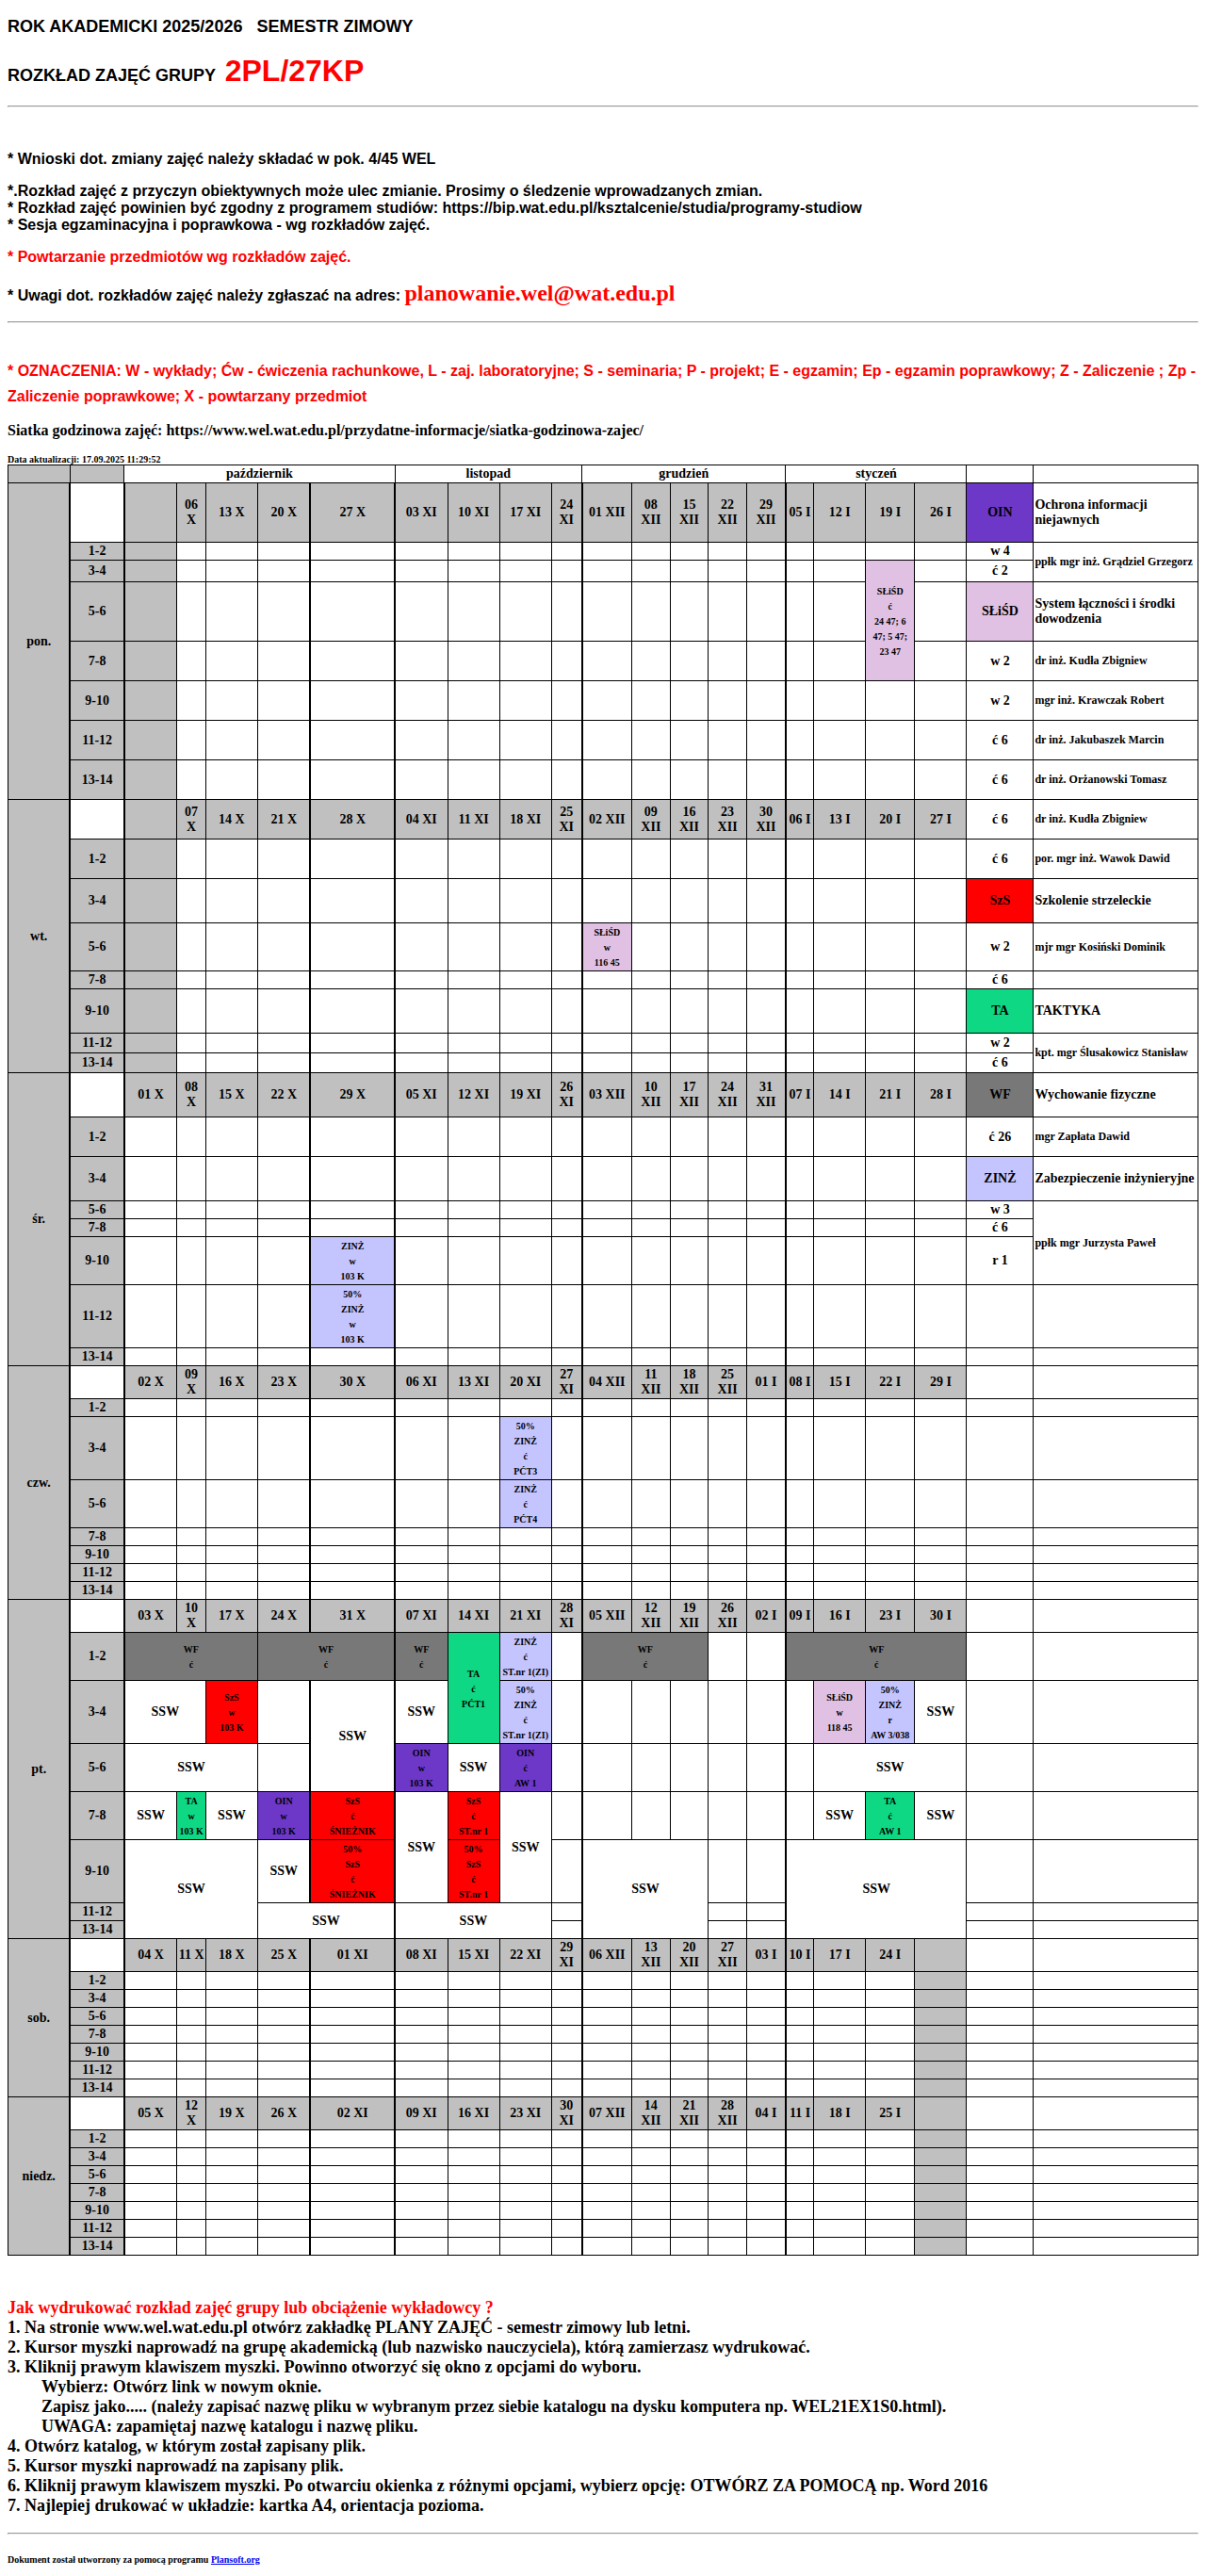 ROK AKADEMICKI 2025/2026 SEMESTR ZIMOWY
ROZKŁAD ZAJĘĆ GRUPY 2PL/27KP
* Wnioski dot. zmiany zajęć należy składać w pok. 4/45 WEL
*.Rozkład zajęć z przyczyn obiektywnych może ulec zmianie. Prosimy o śledzenie wprowadzanych zmian.
* Rozkład zajęć powinien być zgodny z programem studiów: https://bip.wat.edu.pl/ksztalcenie/studia/programy-studiow
* Sesja egzaminacyjna i poprawkowa - wg rozkładów zajęć.
* Powtarzanie przedmiotów wg rozkładów zajęć.
* Uwagi dot. rozkładów zajęć należy zgłaszać na adres: planowanie.wel@wat.edu.pl
* OZNACZENIA: W - wykłady; Ćw - ćwiczenia rachunkowe, L - zaj. laboratoryjne; S - seminaria; P - projekt; E - egzamin; Ep - egzamin poprawkowy; Z - Zaliczenie ; Zp - 
Zaliczenie poprawkowe; X - powtarzany przedmiot
Siatka godzinowa zajęć: https://www.wel.wat.edu.pl/przydatne-informacje/siatka-godzinowa-zajec/
Data aktualizacji: 17.09.2025 11:29:52
październik listopad grudzień styczeń
pon. 06 X 13 X 20 X 27 X 03 XI 10 XI 17 XI 24 XI 01 XII 08 XII 15 XII 22 XII 29 XII 05 I 12 I 19 I 26 I OIN Ochrona informacji niejawnych
1-2 w 4 ppłk mgr inż. Grądziel Grzegorz
3-4 SŁiŚD ć 24 47; 6 47; 5 47; 23 47 ć 2
5-6 SŁiŚD System łączności i środki dowodzenia
7-8 w 2 dr inż. Kudła Zbigniew
9-10 w 2 mgr inż. Krawczak Robert
11-12 ć 6 dr inż. Jakubaszek Marcin
13-14 ć 6 dr inż. Orżanowski Tomasz
wt. 07 X 14 X 21 X 28 X 04 XI 11 XI 18 XI 25 XI 02 XII 09 XII 16 XII 23 XII 30 XII 06 I 13 I 20 I 27 I ć 6 dr inż. Kudła Zbigniew
1-2 ć 6 por. mgr inż. Wawok Dawid
3-4 SzS Szkolenie strzeleckie
5-6 SŁiŚD w 116 45 w 2 mjr mgr Kosiński Dominik
7-8 ć 6
9-10 TA TAKTYKA
11-12 w 2 kpt. mgr Ślusakowicz Stanisław
13-14 ć 6
śr. 01 X 08 X 15 X 22 X 29 X 05 XI 12 XI 19 XI 26 XI 03 XII 10 XII 17 XII 24 XII 31 XII 07 I 14 I 21 I 28 I WF Wychowanie fizyczne
1-2 ć 26 mgr Zapłata Dawid
3-4 ZINŻ Zabezpieczenie inżynieryjne
5-6 w 3 ppłk mgr Jurzysta Paweł
7-8 ć 6
9-10 ZINŻ w 103 K r 1
11-12 50% ZINŻ w 103 K
13-14
czw. 02 X 09 X 16 X 23 X 30 X 06 XI 13 XI 20 XI 27 XI 04 XII 11 XII 18 XII 25 XII 01 I 08 I 15 I 22 I 29 I
1-2
3-4 50% ZINŻ ć PĆT3
5-6 ZINŻ ć PĆT4
7-8
9-10
11-12
13-14
pt. 03 X 10 X 17 X 24 X 31 X 07 XI 14 XI 21 XI 28 XI 05 XII 12 XII 19 XII 26 XII 02 I 09 I 16 I 23 I 30 I
1-2 WF ć WF ć WF ć TA ć PĆT1 ZINŻ ć ST.nr 1(ZI) WF ć WF ć
3-4 SSW SzS w 103 K SSW SSW 50% ZINŻ ć ST.nr 1(ZI) SŁiŚD w 118 45 50% ZINŻ r AW 3/038 SSW
5-6 SSW OIN w 103 K SSW OIN ć AW 1 SSW
7-8 SSW TA w 103 K SSW OIN w 103 K SzS ć ŚNIEŻNIK SSW SzS ć ST.nr 1 SSW SSW TA ć AW 1 SSW
9-10 SSW SSW 50% SzS ć ŚNIEŻNIK 50% SzS ć ST.nr 1 SSW SSW
11-12 SSW SSW
13-14
sob. 04 X 11 X 18 X 25 X 01 XI 08 XI 15 XI 22 XI 29 XI 06 XII 13 XII 20 XII 27 XII 03 I 10 I 17 I 24 I
1-2
3-4
5-6
7-8
9-10
11-12
13-14
niedz. 05 X 12 X 19 X 26 X 02 XI 09 XI 16 XI 23 XI 30 XI 07 XII 14 XII 21 XII 28 XII 04 I 11 I 18 I 25 I
1-2
3-4
5-6
7-8
9-10
11-12
13-14
Jak wydrukować rozkład zajęć grupy lub obciążenie wykładowcy ?
1. Na stronie www.wel.wat.edu.pl otwórz zakładkę PLANY ZAJĘĆ - semestr zimowy lub letni.
2. Kursor myszki naprowadź na grupę akademicką (lub nazwisko nauczyciela), którą zamierzasz wydrukować.
3. Kliknij prawym klawiszem myszki. Powinno otworzyć się okno z opcjami do wyboru.
Wybierz: Otwórz link w nowym oknie.
Zapisz jako..... (należy zapisać nazwę pliku w wybranym przez siebie katalogu na dysku komputera np. WEL21EX1S0.html).
UWAGA: zapamiętaj nazwę katalogu i nazwę pliku.
4. Otwórz katalog, w którym został zapisany plik.
5. Kursor myszki naprowadź na zapisany plik.
6. Kliknij prawym klawiszem myszki. Po otwarciu okienka z różnymi opcjami, wybierz opcję: OTWÓRZ ZA POMOCĄ np. Word 2016
7. Najlepiej drukować w układzie: kartka A4, orientacja pozioma.
Dokument został utworzony za pomocą programu Plansoft.org